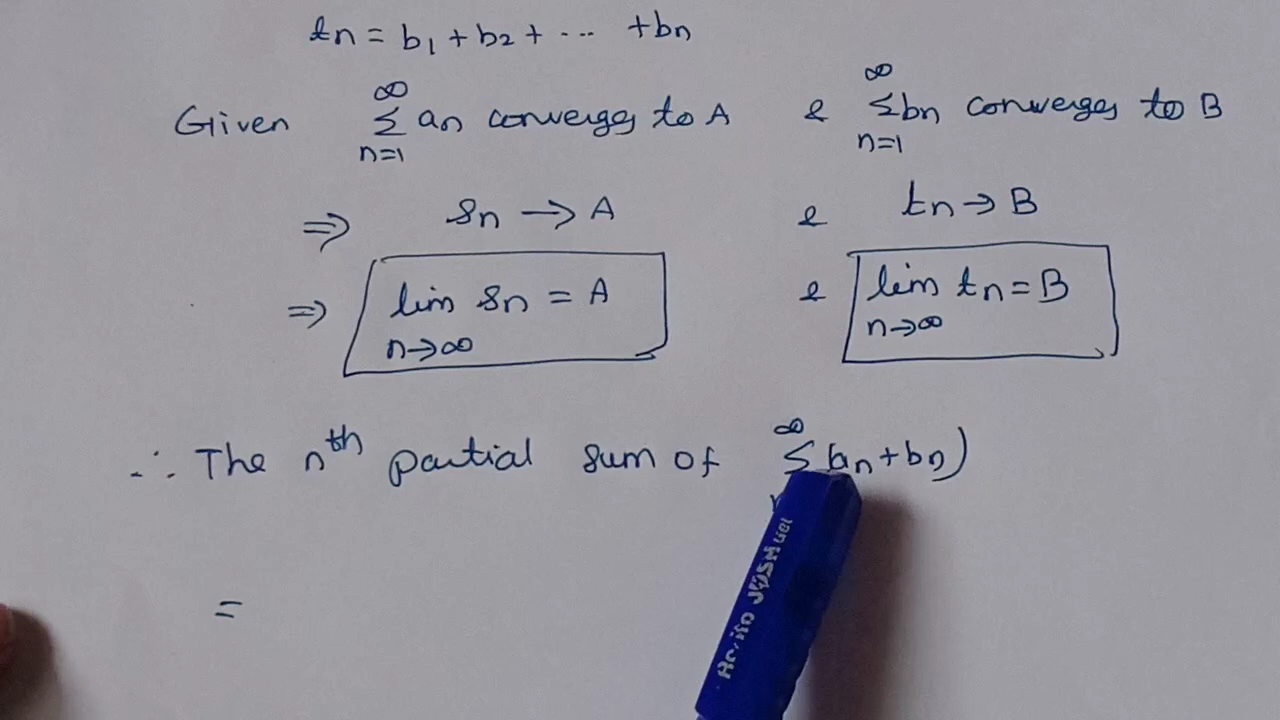 tn = b1 + b2 + ... + bn
Given ∞∑n=1 an converges to A & ∞∑n=1 bn converges to B
⇒ sn → A & tn → B
⇒ lim n→∞ sn = A & lim n→∞ tn = B
∴ The nth partial sum of ∞∑ (an + bn)
=